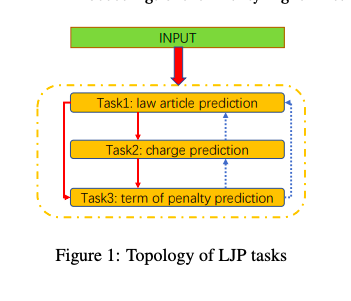 INPUT
Task1: law article prediction
Task2: charge prediction
Task3: term of penalty prediction
Figure 1: Topology of LJP tasks